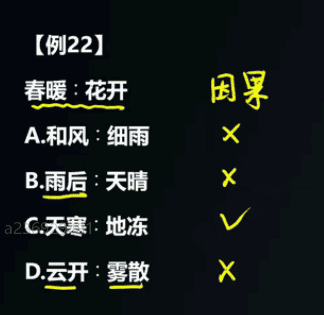 【例22】
春暖：花开 因果
A.和风：细雨 ×
B.雨后：天晴 ×
C.天寒：地冻 ✓
D.云开：雾散 ×